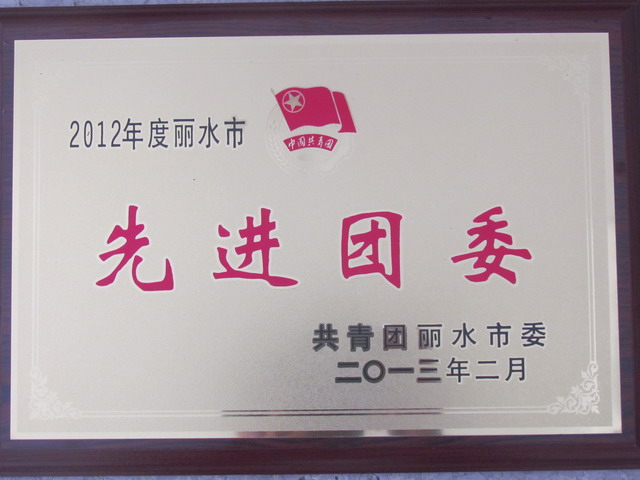 2012年度丽水市
中国共青团
先进团委
共青团丽水市委
二〇一三年二月